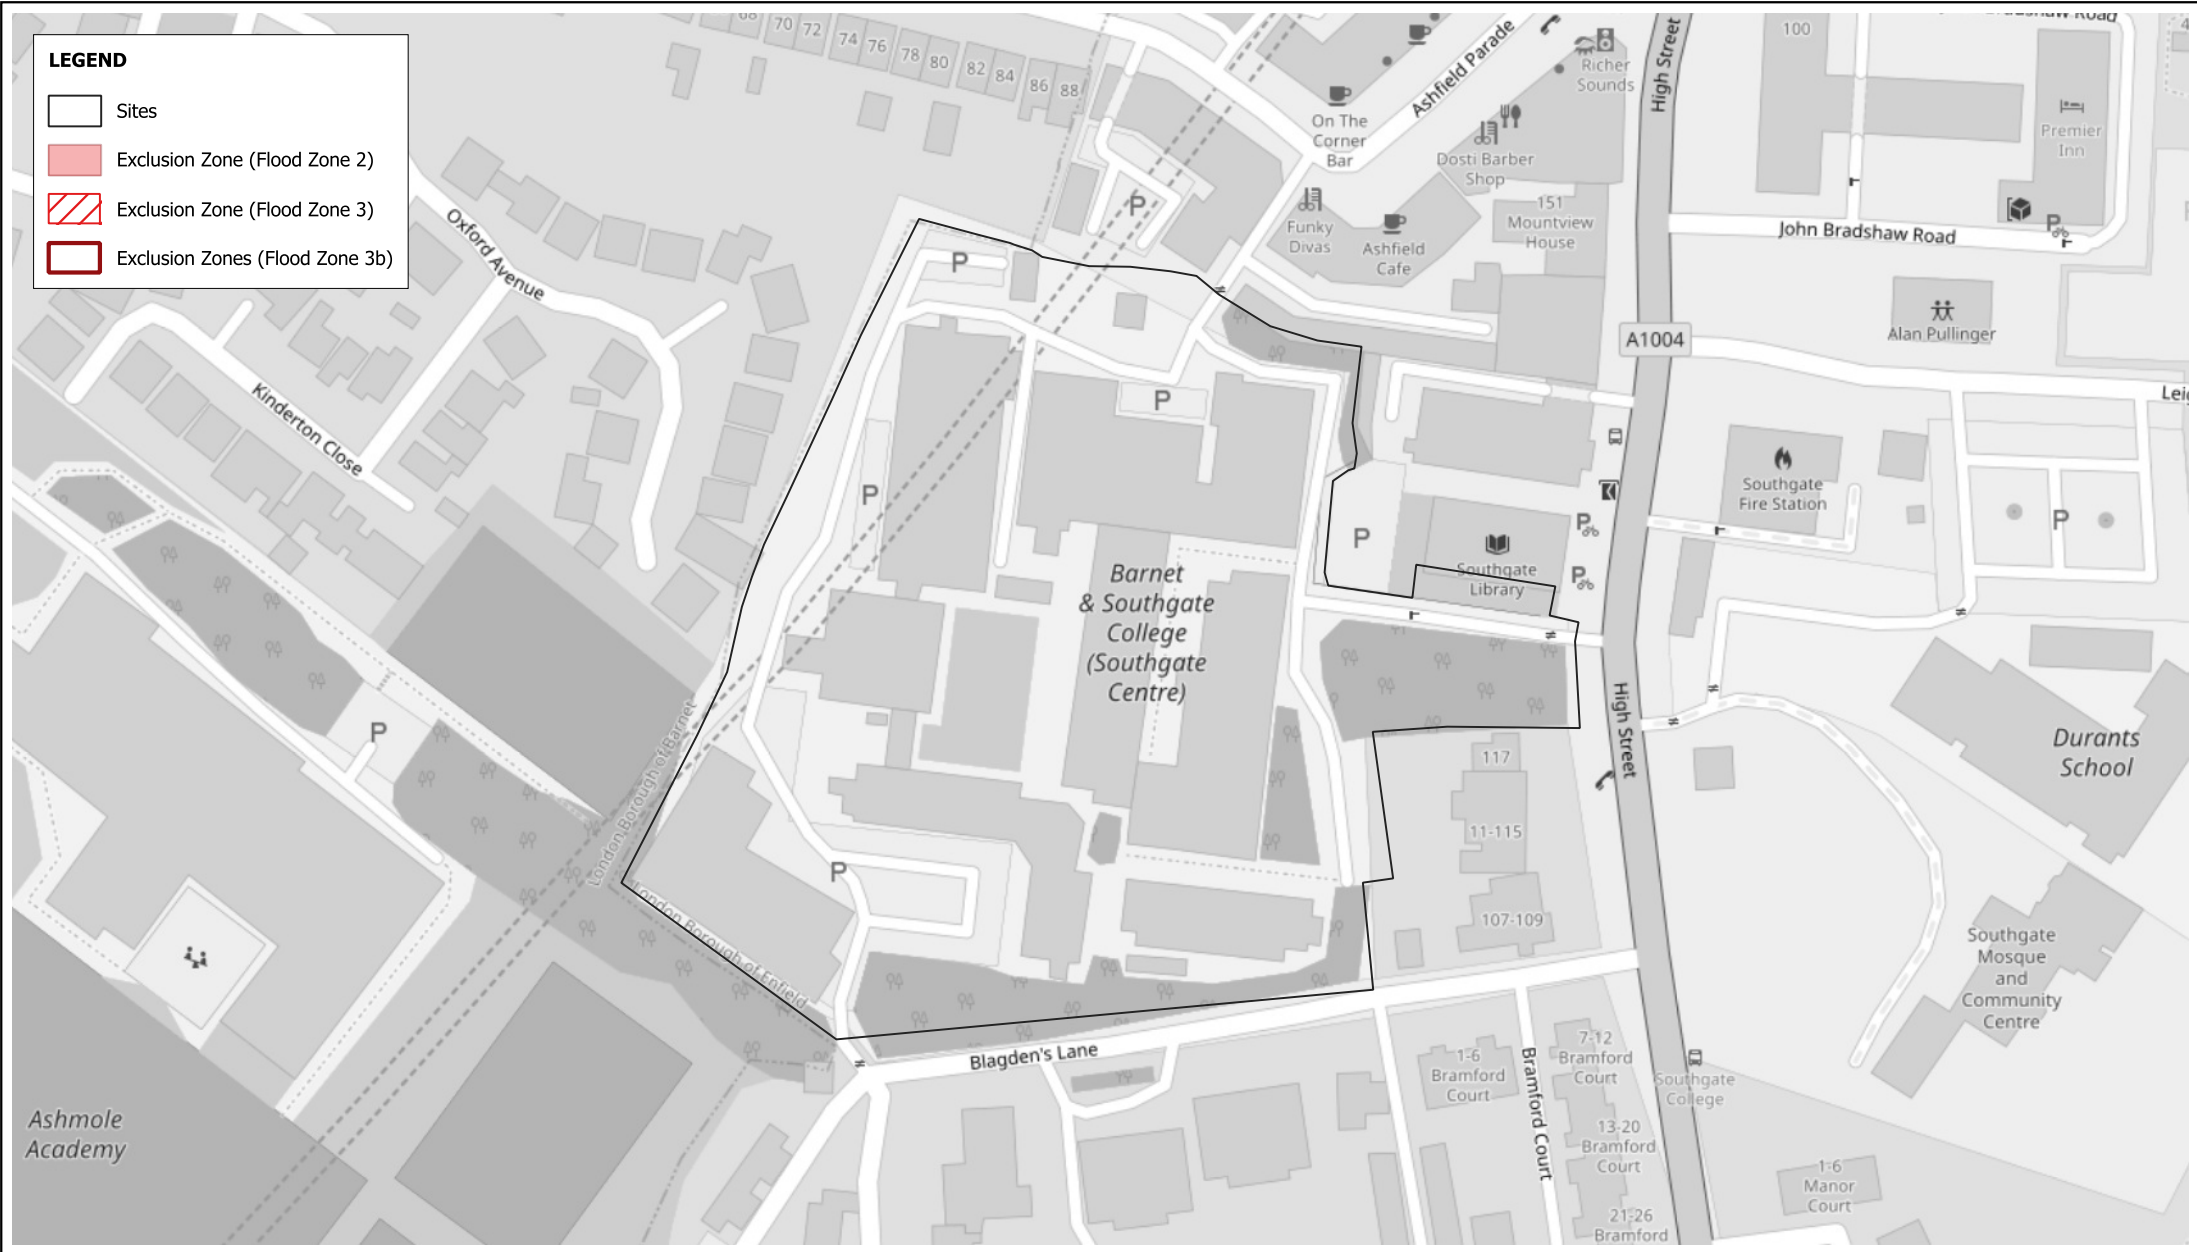 LEGEND
Sites
Exclusion Zone (Flood Zone 2)
Exclusion Zone (Flood Zone 3)
Exclusion Zones (Flood Zone 3b)
68
70
72
74
76
78
80
82
84
86
88
Oxford Avenue
Kinderton Close
P
P
P
P
P
P
P
P
On The
Corner
Bar
Ashfield Parade
Richer
Sounds
Dosti Barber
Shop
Funky
Divas
Ashfield
Cafe
151
Mountview
House
High Street
100
Bradshaw Road
Premier
Inn
P
John Bradshaw Road
A1004
Alan Pullinger
Southgate
Fire Station
P
P
P
Southgate
Library
Barnet
& Southgate
College
(Southgate
Centre)
London Borough of Barnet
London Borough of Enfield
High Street
117
11-115
107-109
Durants
School
Southgate
Mosque
and
Community
Centre
Blagden's Lane
1-6
Bramford
Court
Bramford Court
7-12
Bramford
Court
13-20
Bramford
Court
21-26
Bramford
Southgate
College
1-6
Manor
Court
Ashmole
Academy